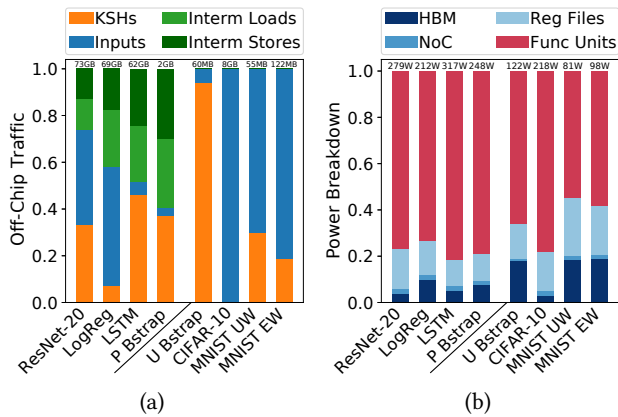 KSHs Interm Loads
Inputs Interm Stores
73GB 69GB 62GB 2GB 60MB 8GB 55MB 122MB
1.0
0.8
0.6
0.4
0.2
0.0
Off-Chip Traffic
ResNet-20
LogReg
LSTM
P Bstrap
U Bstrap
CIFAR-10
MNIST UW
MNIST EW
(a)
HBM Reg Files
NoC Func Units
279W 212W 317W 248W 122W 218W 81W 98W
1.0
0.8
0.6
0.4
0.2
0.0
Power Breakdown
ResNet-20
LogReg
LSTM
P Bstrap
U Bstrap
CIFAR-10
MNIST UW
MNIST EW
(b)